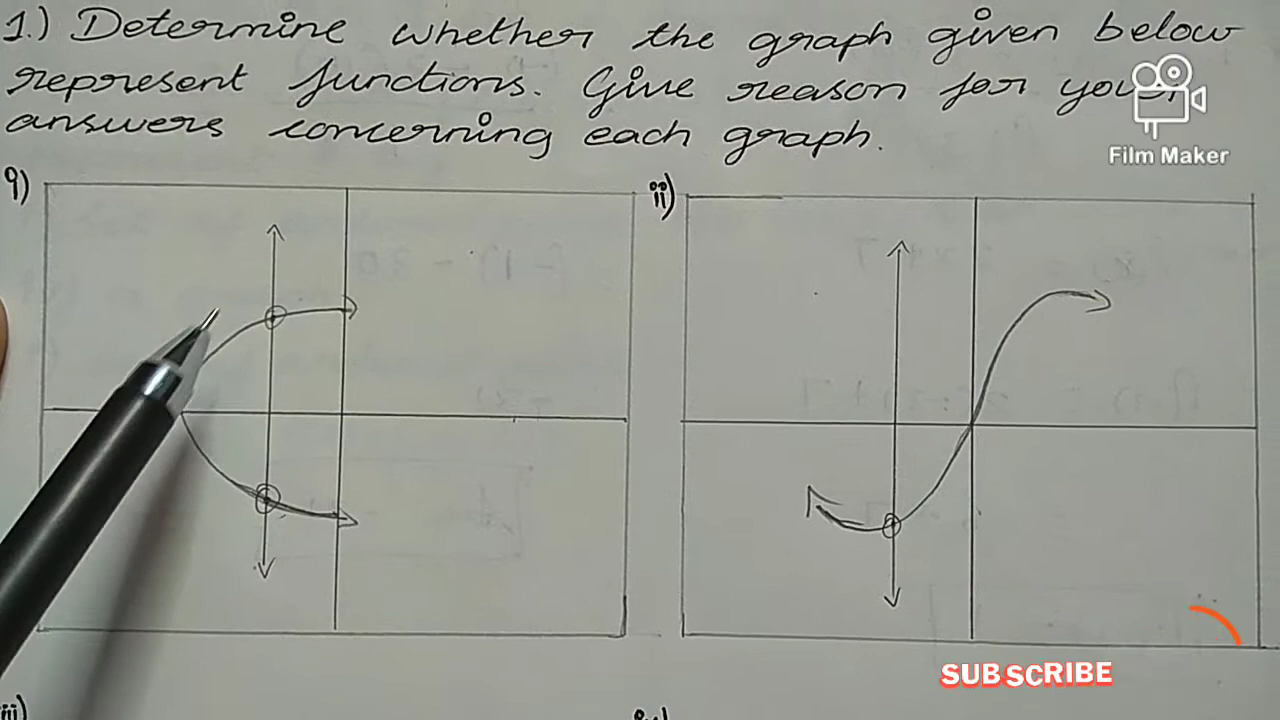 1.) Determine whether the graph given below
represent functions. Give reason for your
answers concerning each graph.
Film Maker
i)
ii)
SUBSCRIBE
iii)